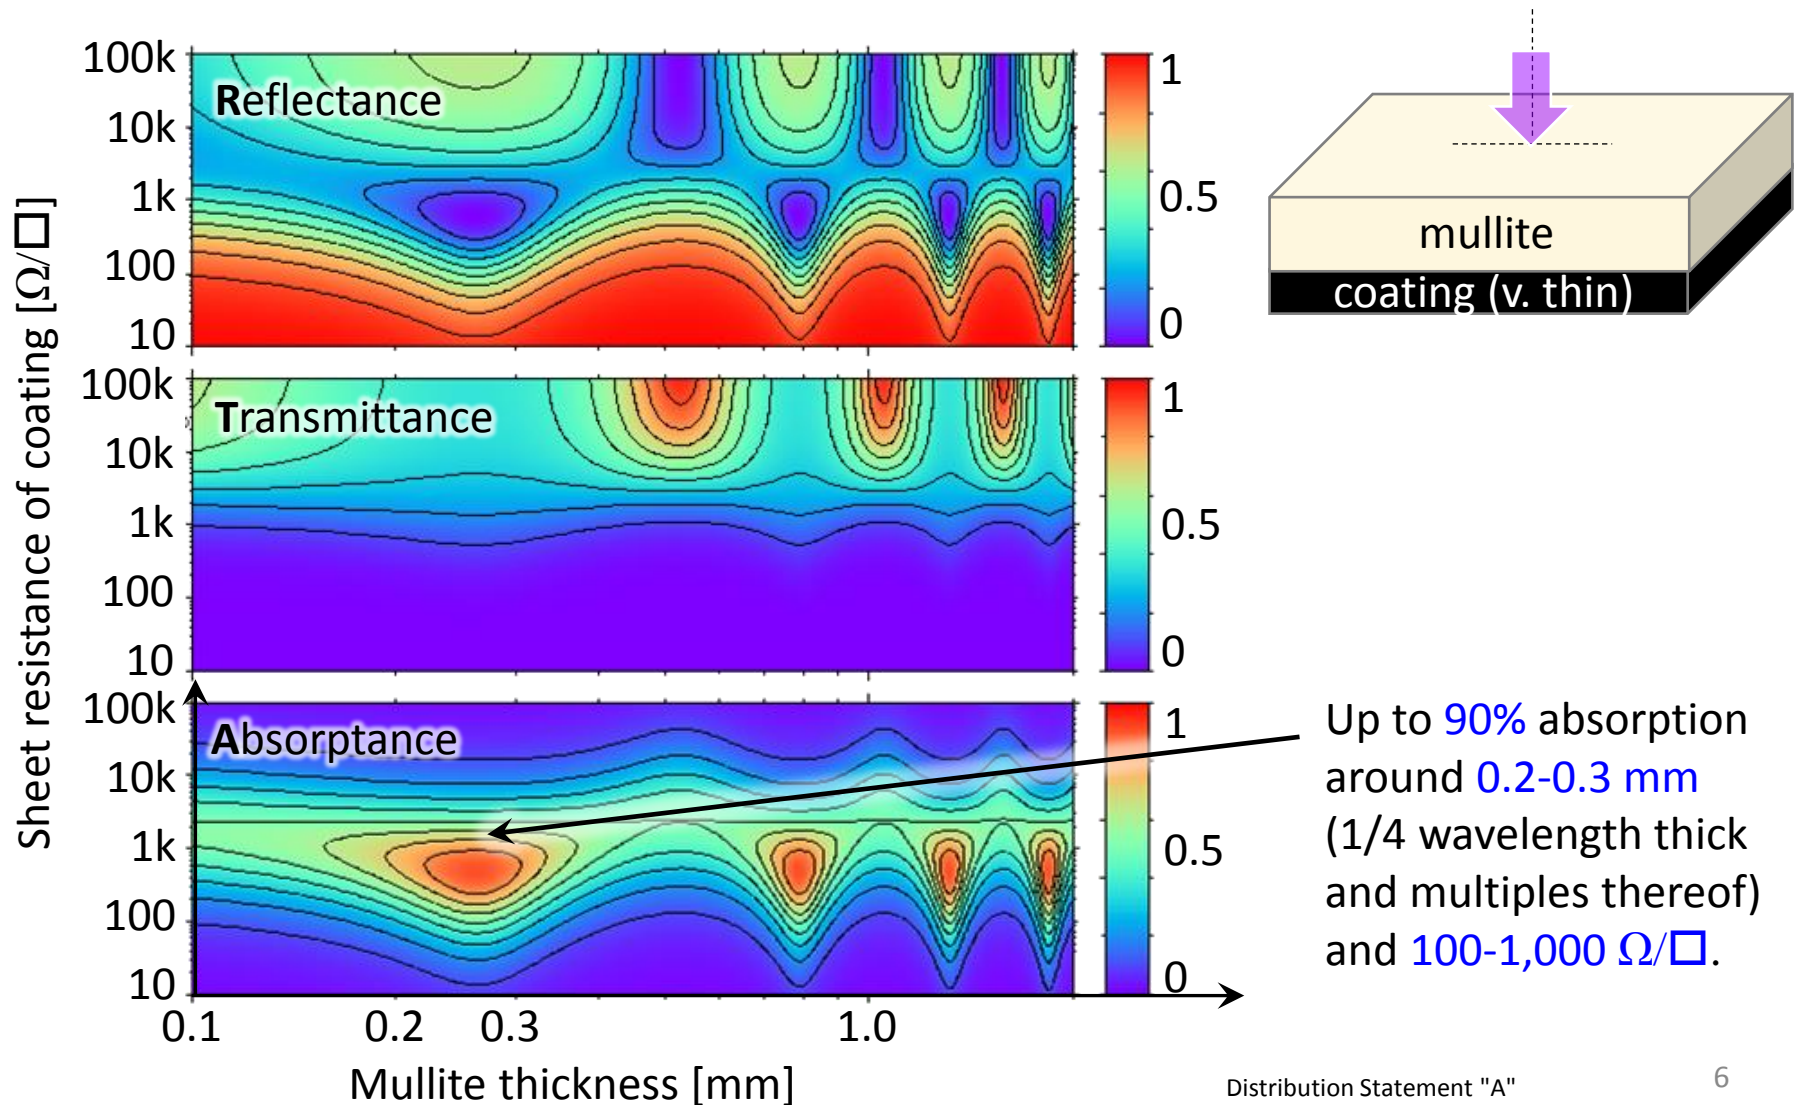 Sheet resistance of coating [Ω/□]
100k
10k
1k
100
10
Reflectance
1
0.5
0
mullite
coating (v. thin)
100k
10k
1k
100
10
Transmittance
1
0.5
0
100k
10k
1k
100
10
Absorptance
1
0.5
0
0.1
0.2
0.3
1.0
Mullite thickness [mm]
Up to 90% absorption
around 0.2-0.3 mm
(1/4 wavelength thick
and multiples thereof)
and 100-1,000 Ω/□.
Distribution Statement "A"
6